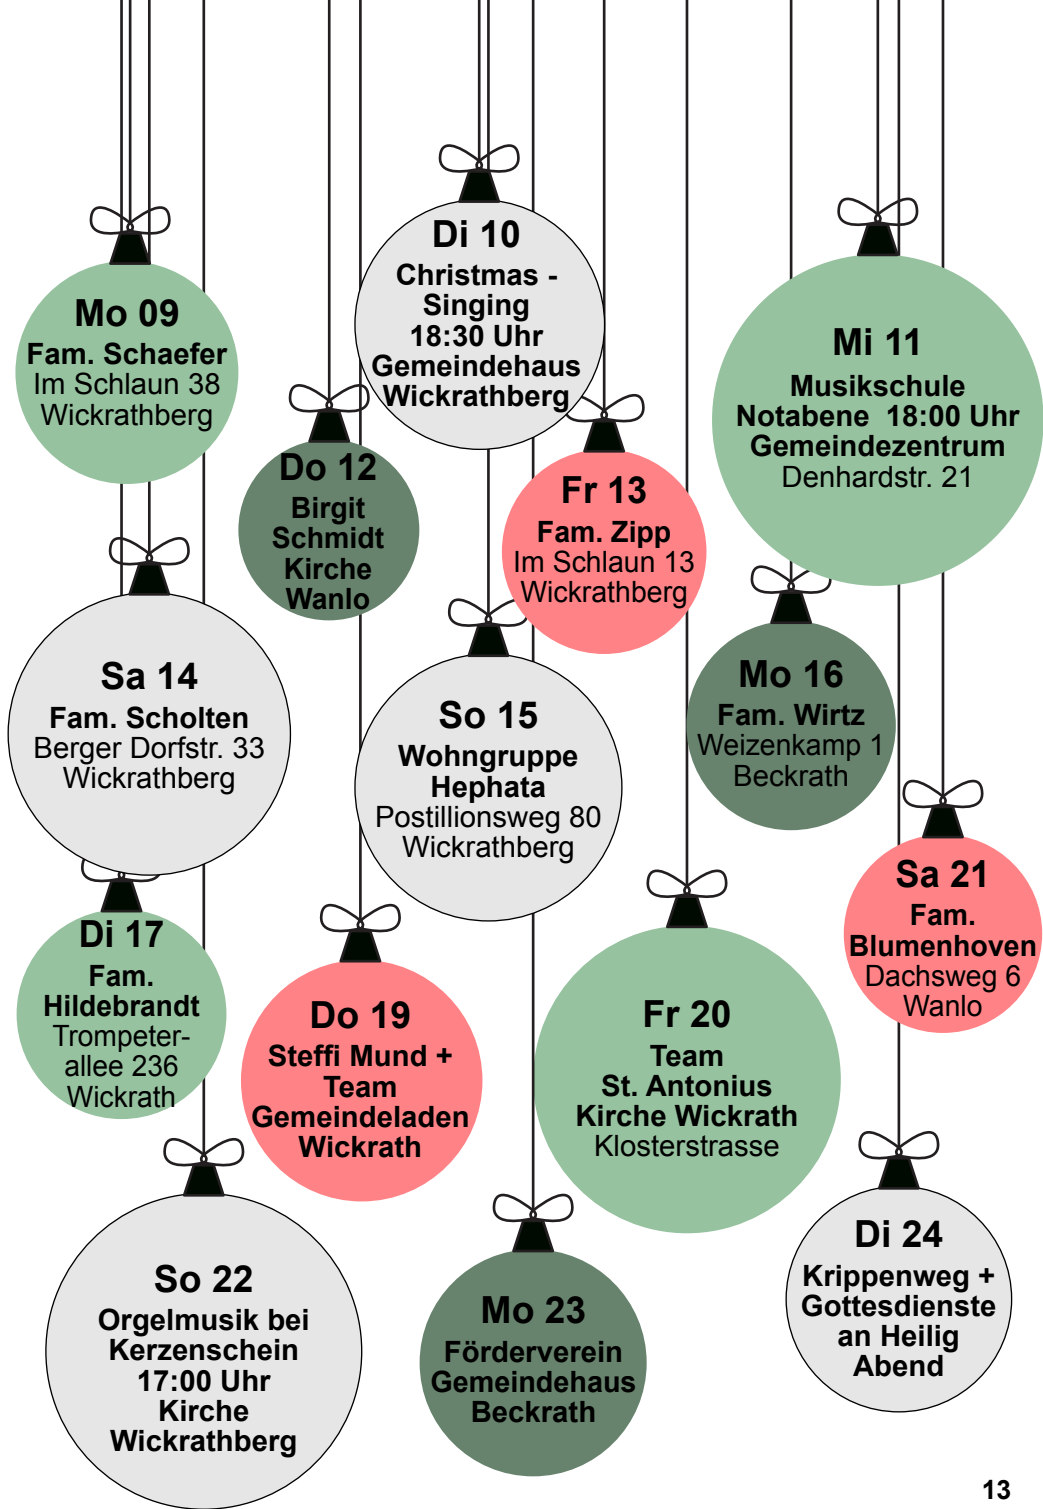 Mo 09
Fam. Schaefer
Im Schlaun 38
Wickrathberg
Di 10
Christmas -
Singing
18:30 Uhr
Gemeindehaus
Wickrathberg
Mi 11
Musikschule
Notabene 18:00 Uhr
Gemeindezentrum
Denhardstr. 21
Do 12
Birgit
Schmidt
Kirche
Wanlo
Fr 13
Fam. Zipp
Im Schlaun 13
Wickrathberg
Sa 14
Fam. Scholten
Berger Dorfstr. 33
Wickrathberg
So 15
Wohngruppe
Hephata
Postillionsweg 80
Wickrathberg
Mo 16
Fam. Wirtz
Weizenkamp 1
Beckrath
Di 17
Fam.
Hildebrandt
Trompeter-
allee 236
Wickrath
Do 19
Steffi Mund +
Team
Gemeindeladen
Wickrath
Fr 20
Team
St. Antonius
Kirche Wickrath
Klosterstrasse
Sa 21
Fam.
Blumenhoven
Dachsweg 6
Wanlo
So 22
Orgelmusik bei
Kerzenschein
17:00 Uhr
Kirche
Wickrathberg
Mo 23
Förderverein
Gemeindehaus
Beckrath
Di 24
Krippenweg +
Gottesdienste
an Heilig
Abend
13